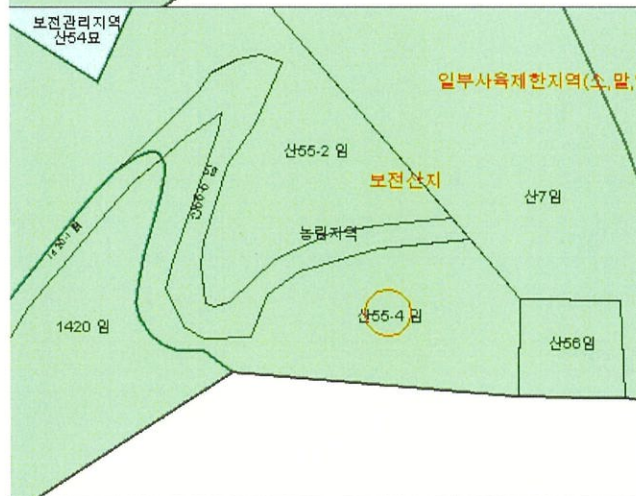 보전관리지역
산54묘
일부사육제한지역(소,말,
산55-2 임
보전산지
산7임
농림지역
1420 임
산55-4 임
산56임